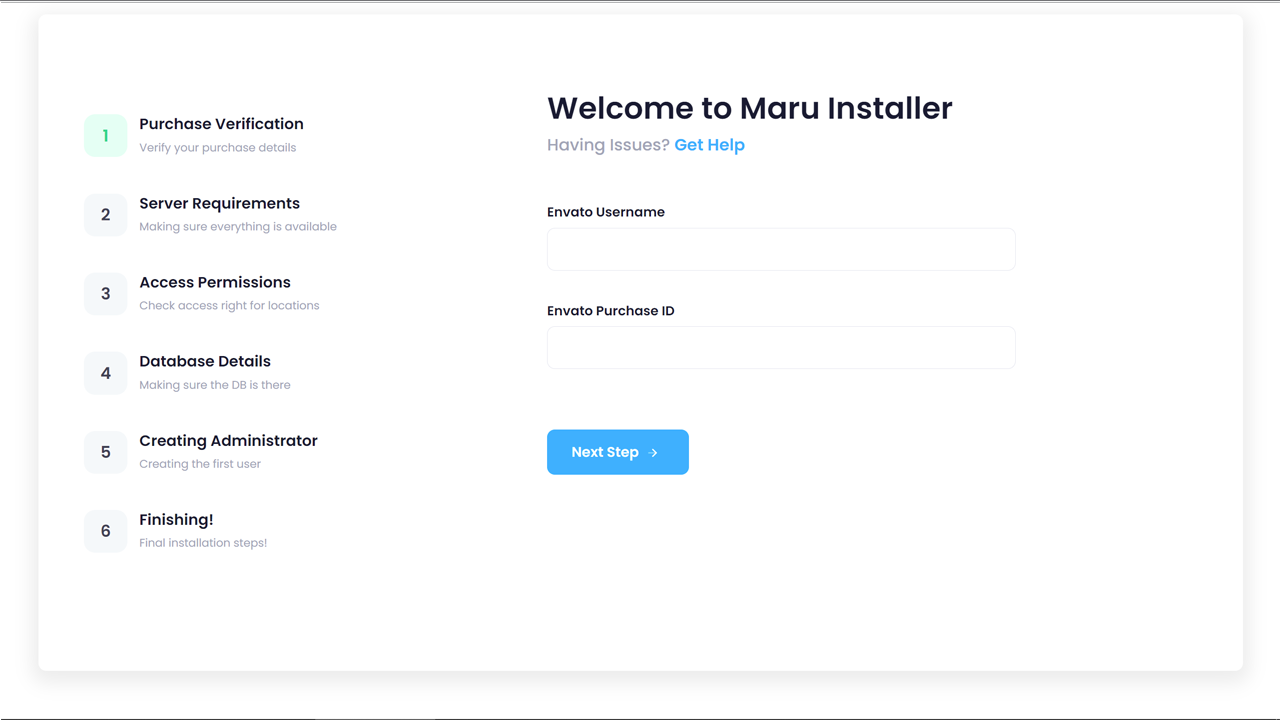 1
Purchase Verification
Verify your purchase details
2
Server Requirements
Making sure everything is available
3
Access Permissions
Check access right for locations
4
Database Details
Making sure the DB is there
5
Creating Administrator
Creating the first user
6
Finishing!
Final installation steps!
Welcome to Maru Installer
Having Issues? Get Help
Envato Username
Envato Purchase ID
Next Step →